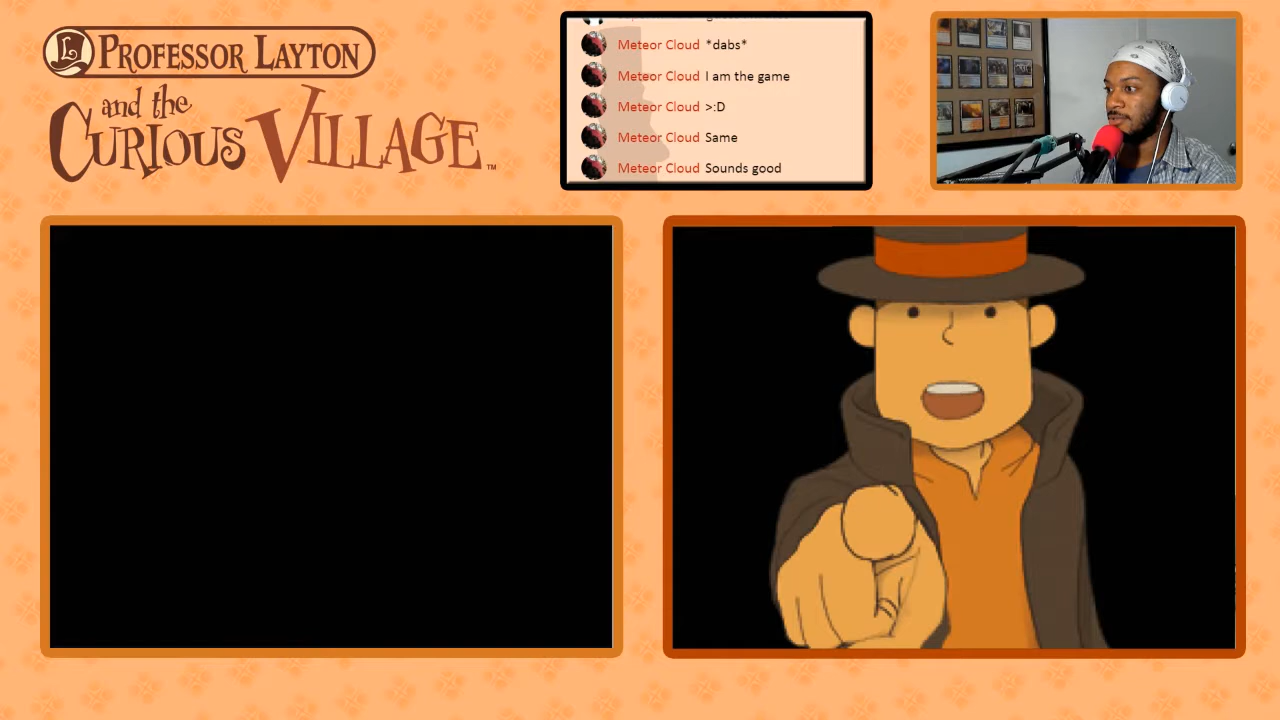 PROFESSOR LAYTON
and the
CURIOUS VILLAGE™
Meteor Cloud *dabs*
Meteor Cloud I am the game
Meteor Cloud >:D
Meteor Cloud Same
Meteor Cloud Sounds good